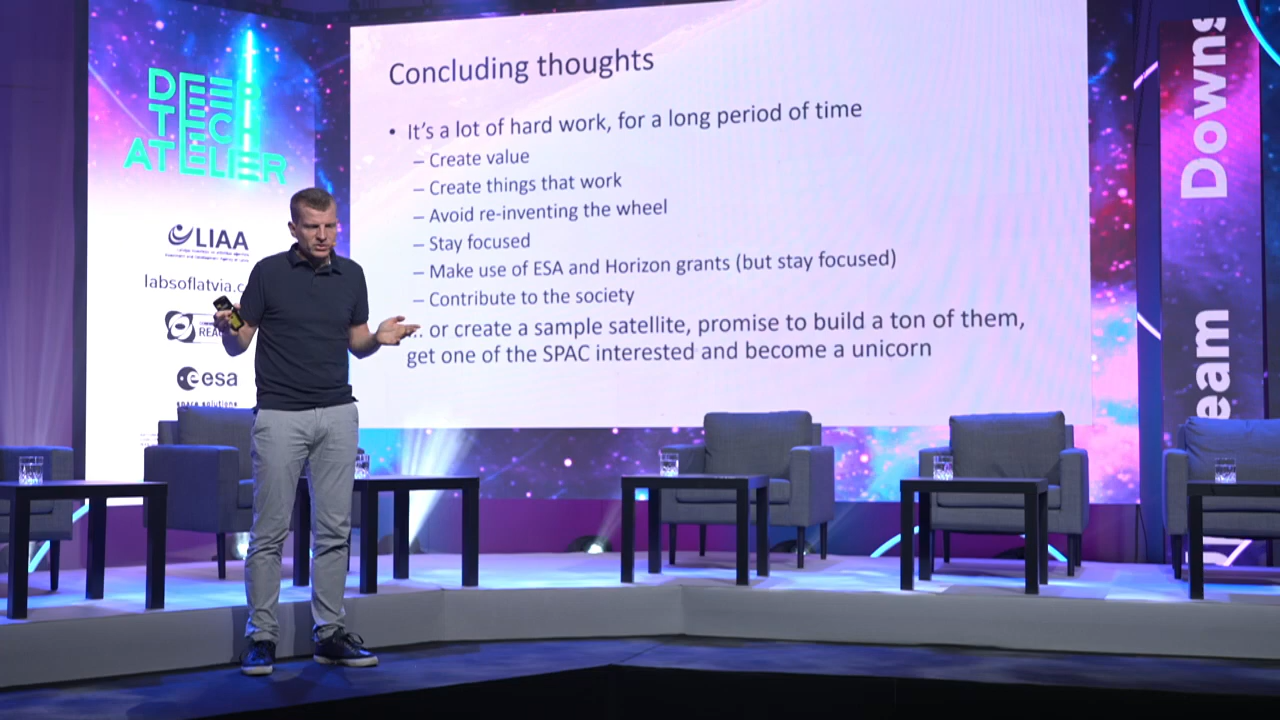 DEEP
TECH
ATELIER
LIAA
labsoflatvia.c
esa
space solutions
Concluding thoughts
• It's a lot of hard work, for a long period of time
– Create value
– Create things that work
– Avoid re-inventing the wheel
– Stay focused
– Make use of ESA and Horizon grants (but stay focused)
– Contribute to the society
.. or create a sample satellite, promise to build a ton of them,
get one of the SPAC interested and become a unicorn
Downs
eam